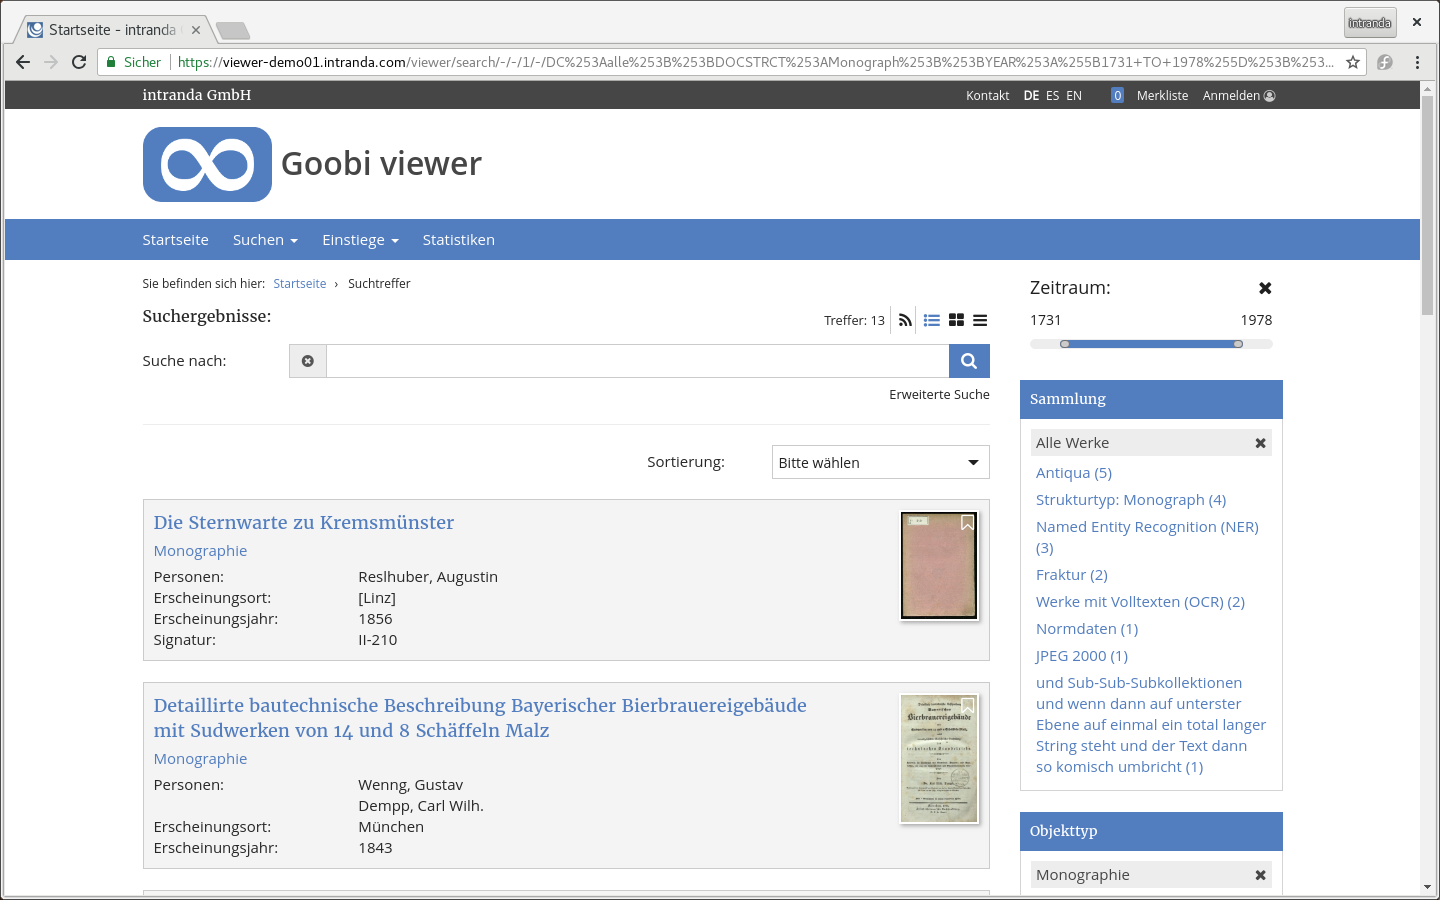 Startseite - intranda
intranda
Sicher https://viewer-demo01.intranda.com/viewer/search/-/-/1/-/DC%253Aalle%253B%253BDOCSTRCT%253AMonograph%253B%253BYEAR%253A%255B1731+TO+1978%255D%253B%253...
intranda GmbH
Kontakt DE ES EN 0 Merkliste Anmelden
Goobi viewer
Startseite Suchen Einstiege Statistiken
Sie befinden sich hier: Startseite › Suchtreffer
Suchergebnisse:
Treffer: 13
Suche nach:
Erweiterte Suche
Sortierung: Bitte wählen
Die Sternwarte zu Kremsmünster
Monographie
Personen: Reslhuber, Augustin
Erscheinungsort: [Linz]
Erscheinungsjahr: 1856
Signatur: II-210
Detaillirte bautechnische Beschreibung Bayerischer Bierbrauereigebäude
mit Sudwerken von 14 und 8 Schäffeln Malz
Monographie
Personen: Wenng, Gustav
Dempp, Carl Wilh.
Erscheinungsort: München
Erscheinungsjahr: 1843
Bierbrauereigebäude
Zeitraum:
1731 1978
Sammlung
Alle Werke
Antiqua (5)
Strukturtyp: Monograph (4)
Named Entity Recognition (NER)
(3)
Fraktur (2)
Werke mit Volltexten (OCR) (2)
Normdaten (1)
JPEG 2000 (1)
und Sub-Sub-Subkollektionen
und wenn dann auf unterster
Ebene auf einmal ein total langer
String steht und der Text dann
so komisch umbricht (1)
Objekttyp
Monographie